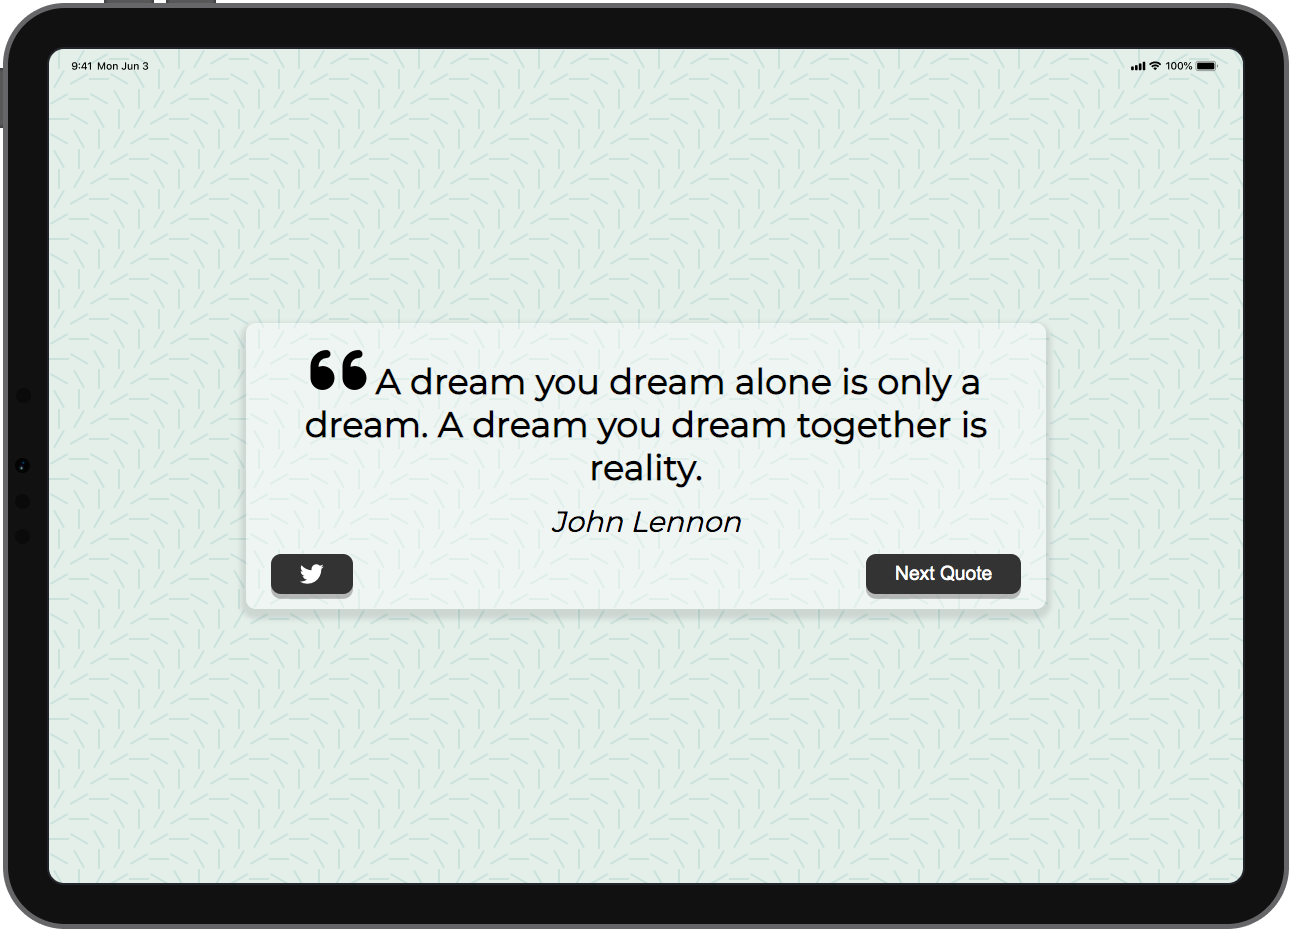 9:41 Mon Jun 3
100%
A dream you dream alone is only a
dream. A dream you dream together is
reality.
John Lennon
Next Quote